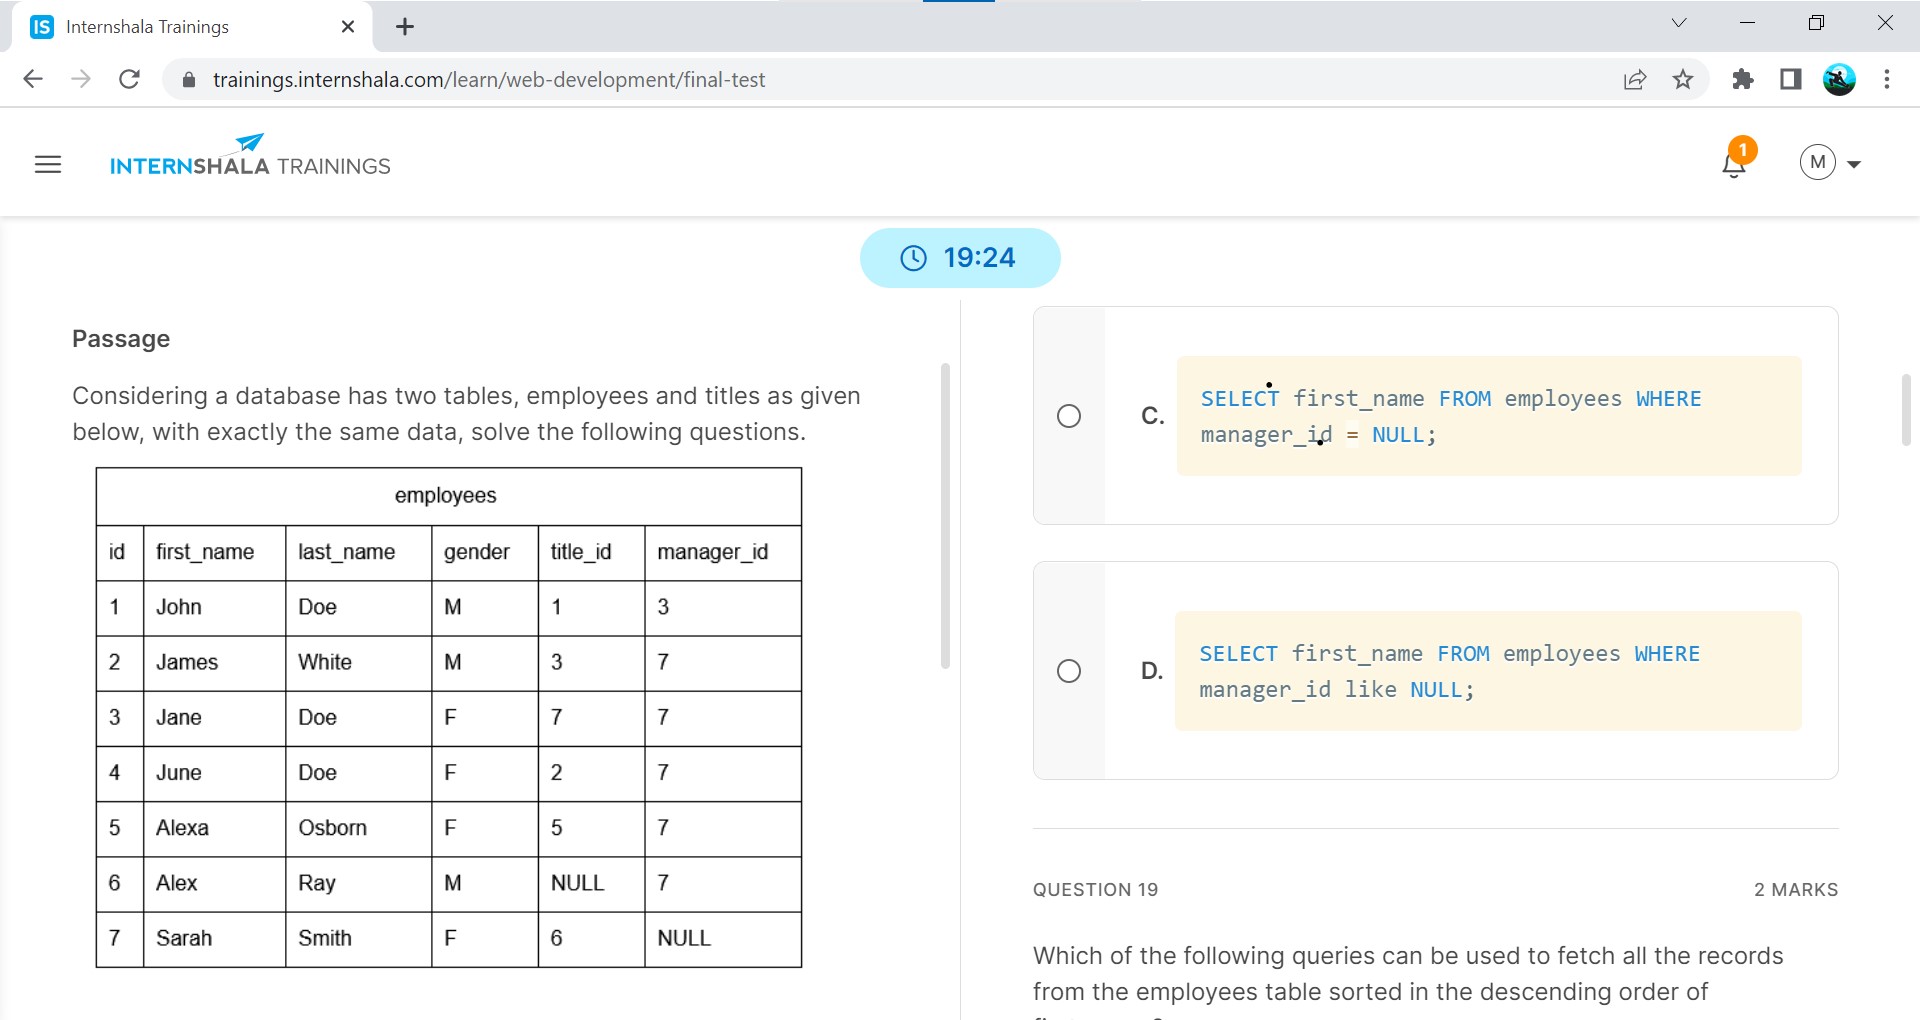 IS Internshala Trainings
trainings.internshala.com/learn/web-development/final-test
INTERNSHALA TRAININGS
1
M
19:24
Passage
Considering a database has two tables, employees and titles as given
below, with exactly the same data, solve the following questions.
employees
id first_name last_name gender title_id manager_id
1 John Doe M 1 3
2 James White M 3 7
3 Jane Doe F 7 7
4 June Doe F 2 7
5 Alexa Osborn F 5 7
6 Alex Ray M NULL 7
7 Sarah Smith F 6 NULL
C.
SELECT first_name FROM employees WHERE
manager_id = NULL;
D.
SELECT first_name FROM employees WHERE
manager_id like NULL;
QUESTION 19 2 MARKS
Which of the following queries can be used to fetch all the records
from the employees table sorted in the descending order of